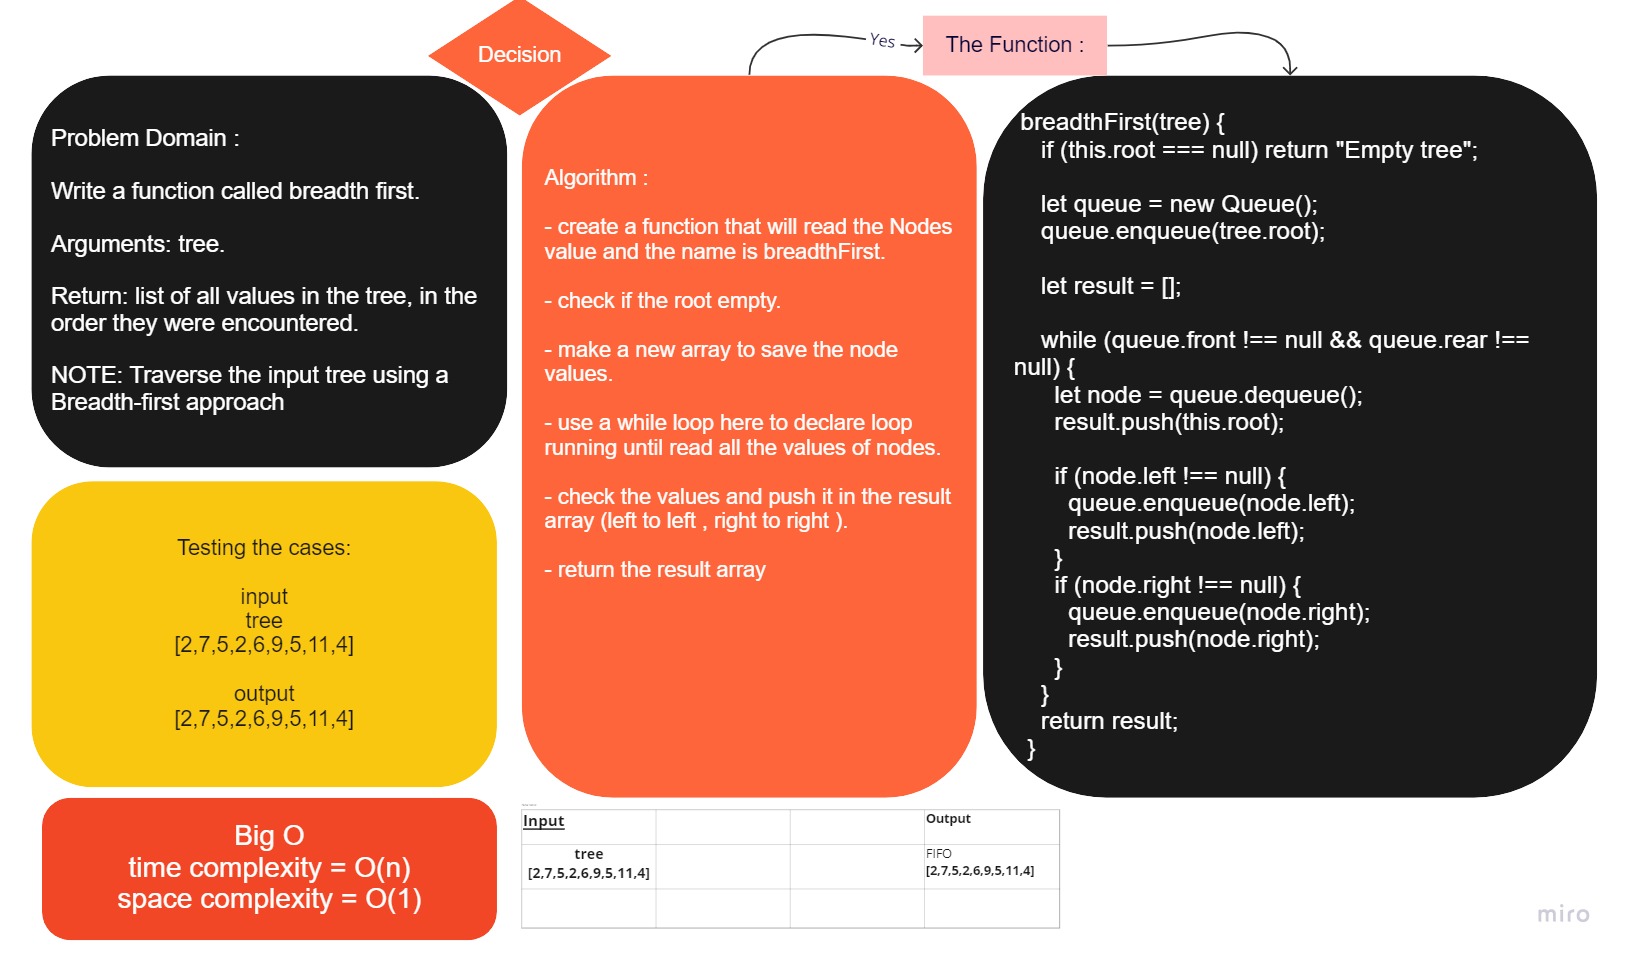 Decision
Yes
The Function :
Problem Domain :
Write a function called breadth first.
Arguments: tree.
Return: list of all values in the tree, in the
order they were encountered.
NOTE: Traverse the input tree using a
Breadth-first approach
Algorithm :
- create a function that will read the Nodes
value and the name is breadthFirst.
- check if the root empty.
- make a new array to save the node
values.
- use a while loop here to declare loop
running until read all the values of nodes.
- check the values and push it in the result
array (left to left , right to right ).
- return the result array
breadthFirst(tree) {
if (this.root === null) return "Empty tree";
let queue = new Queue();
queue.enqueue(tree.root);
let result = [];
while (queue.front !== null && queue.rear !==
null) {
let node = queue.dequeue();
result.push(this.root);
if (node.left !== null) {
queue.enqueue(node.left);
result.push(node.left);
}
if (node.right !== null) {
queue.enqueue(node.right);
result.push(node.right);
}
}
return result;
}
Testing the cases:
input
tree
[2,7,5,2,6,9,5,11,4]
output
[2,7,5,2,6,9,5,11,4]
Big O
time complexity = O(n)
space complexity = O(1)
Input
Output
tree
[2,7,5,2,6,9,5,11,4]
FIFO
[2,7,5,2,6,9,5,11,4]
miro